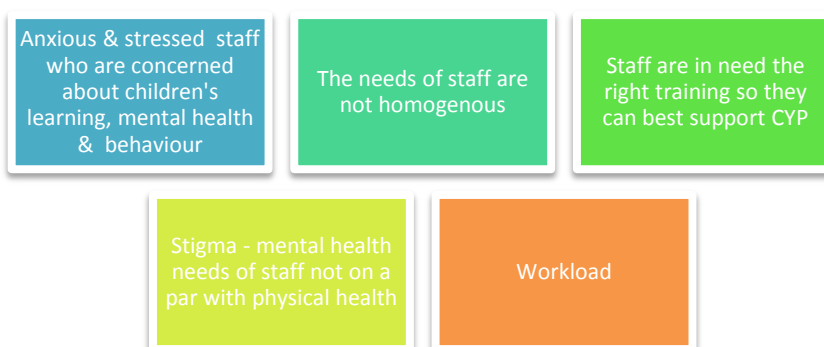 Anxious & stressed staff
who are concerned
about children's
learning, mental health
& behaviour
The needs of staff are
not homogenous
Staff are in need the
right training so they
can best support CYP
Stigma - mental health
needs of staff not on a
par with physical health
Workload